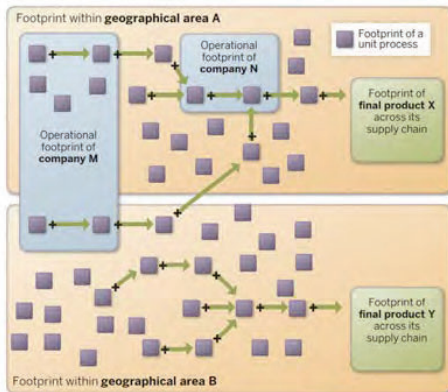 Footprint within geographical area A
Footprint of a
unit process
Operational
footprint of
company N
Operational
footprint of
company M
Footprint of
final product X
across its
supply chain
Footprint of
final product Y
across its
supply chain
Footprint within geographical area B